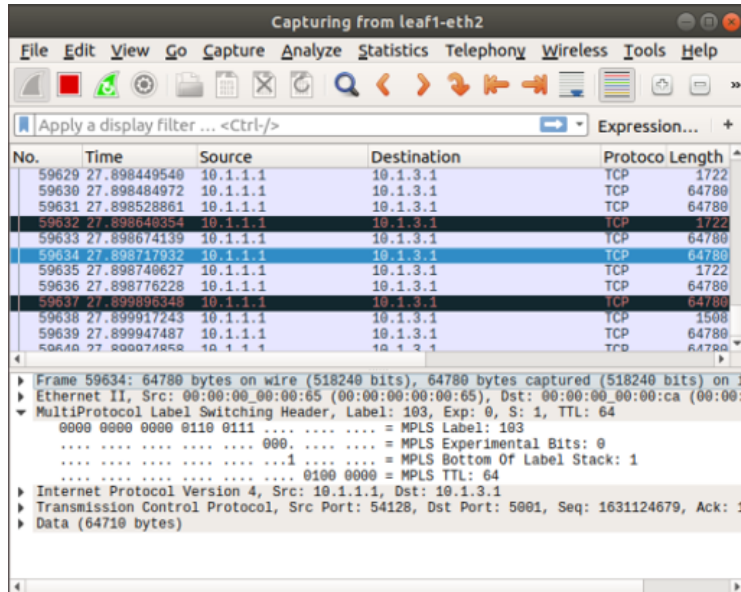 Capturing from leaf1-eth2
File Edit View Go Capture Analyze Statistics Telephony Wireless Tools Help
Apply a display filter ... <Ctrl-/> Expression... +
No. Time Source Destination Protoco Length
59629 27.898449540 10.1.1.1 10.1.3.1 TCP 1722
59630 27.898484972 10.1.1.1 10.1.3.1 TCP 64780
59631 27.898528861 10.1.1.1 10.1.3.1 TCP 64780
59632 27.898640354 10.1.1.1 10.1.3.1 TCP 1722
59633 27.898674139 10.1.1.1 10.1.3.1 TCP 64780
59634 27.898717932 10.1.1.1 10.1.3.1 TCP 64780
59635 27.898740627 10.1.1.1 10.1.3.1 TCP 1722
59636 27.898776228 10.1.1.1 10.1.3.1 TCP 64780
59637 27.899896348 10.1.1.1 10.1.3.1 TCP 64780
59638 27.899917243 10.1.1.1 10.1.3.1 TCP 1508
59639 27.899947487 10.1.1.1 10.1.3.1 TCP 64780
59640 27.899974858 10.1.1.1 10.1.3.1 TCP 64780
Frame 59634: 64780 bytes on wire (518240 bits), 64780 bytes captured (518240 bits) on
Ethernet II, Src: 00:00:00_00:00:65 (00:00:00:00:00:65), Dst: 00:00:00_00:00:ca (00:00:
MultiProtocol Label Switching Header, Label: 103, Exp: 0, S: 1, TTL: 64
0000 0000 0000 0110 0111 .... .... .... = MPLS Label: 103
.... .... .... .... .... 000. .... .... = MPLS Experimental Bits: 0
.... .... .... .... .... ...1 .... .... = MPLS Bottom Of Label Stack: 1
.... .... .... .... .... .... 0100 0000 = MPLS TTL: 64
Internet Protocol Version 4, Src: 10.1.1.1, Dst: 10.1.3.1
Transmission Control Protocol, Src Port: 54128, Dst Port: 5001, Seq: 1631124679, Ack:
Data (64710 bytes)